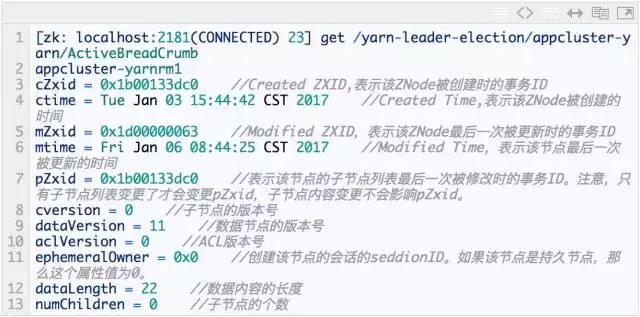 1 [zk: localhost:2181(CONNECTED) 23] get /yarn-leader-election/appcluster-y
arn/ActiveBreadCrumb
2 appcluster-yarnrm1
3 cZxid = 0x1b00133dc0 //Created ZXID,表示该ZNode被创建时的事务ID
4 ctime = Tue Jan 03 15:44:42 CST 2017 //Created Time,表示该ZNode被创建的
时间
5 mZxid = 0x1d00000063 //Modified ZXID, 表示该ZNode最后一次被更新时的事务ID
6 mtime = Fri Jan 06 08:44:25 CST 2017 //Modified Time, 表示该节点最后一次
被更新的时间
7 pZxid = 0x1b00133dc0 //表示该节点的子节点列表最后一次被修改时的事务ID。注意，只
有子节点列表变更了才会变更pZxid, 子节点内容变更不会影响pZxid。
8 cversion = 0 //子节点的版本号
9 dataVersion = 11 //数据节点的版本号
10 aclVersion = 0 //ACL版本号
11 ephemeralOwner = 0x0 //创建该节点的会话的seddionID。如果该节点是持久节点，那
么这个属性值为0。
12 dataLength = 22 //数据内容的长度
13 numChildren = 0 //子节点的个数